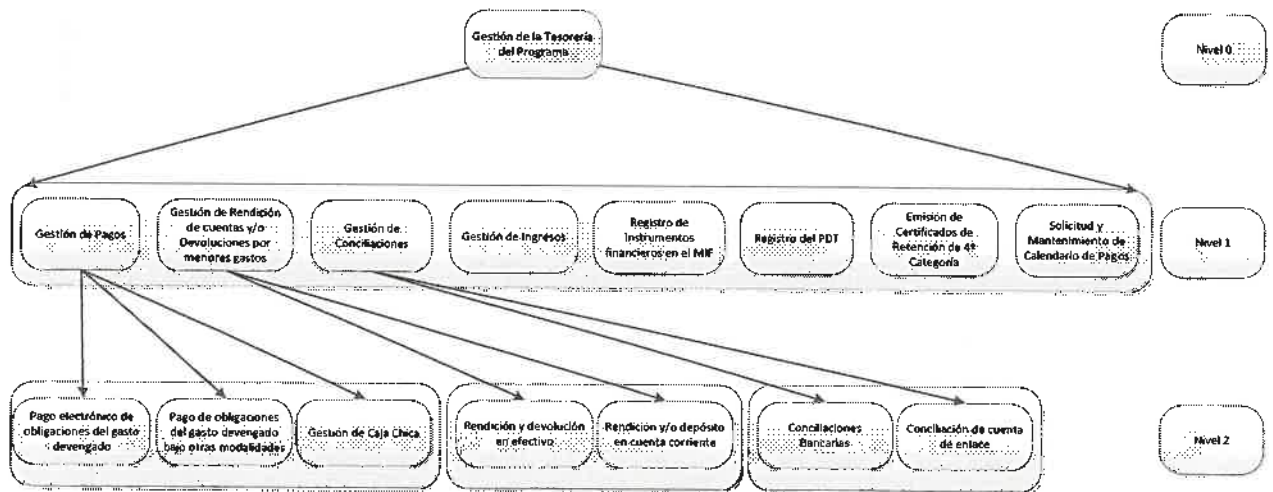 Gestión de la Tesorería
del Programa
Nivel 0
Gestión de Pagos
Gestión de Rendición
de cuentas y/o
Devoluciones por
menores gastos
Gestión de
Conciliaciones
Gestión de Ingresos
Registro de
Instrumentos
financieros en el MIF
Registro del PDT
Emisión de
Certificados de
Retención de 4ª
Categoría
Solicitud y
Mantenimiento de
Calendario de Pagos
Nivel 1
Pago electrónico de
obligaciones del gasto
devengado
Pago de obligaciones
del gasto devengado
bajo otras modalidades
Gestión de Caja Chica
Rendición y devolución
en efectivo
Rendición y/o depósito
en cuenta corriente
Conciliaciones
Bancarias
Conciliación de cuenta
de enlace
Nivel 2